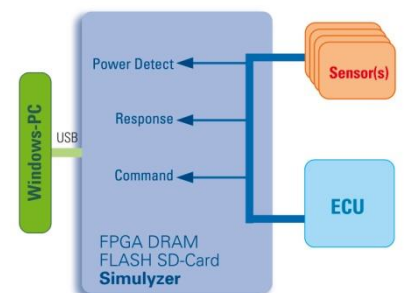 Power Detect
Sensor(s)
Response
Windows-PC
USB
Command
ECU
FPGA DRAM
FLASH SD-Card
Simulyzer